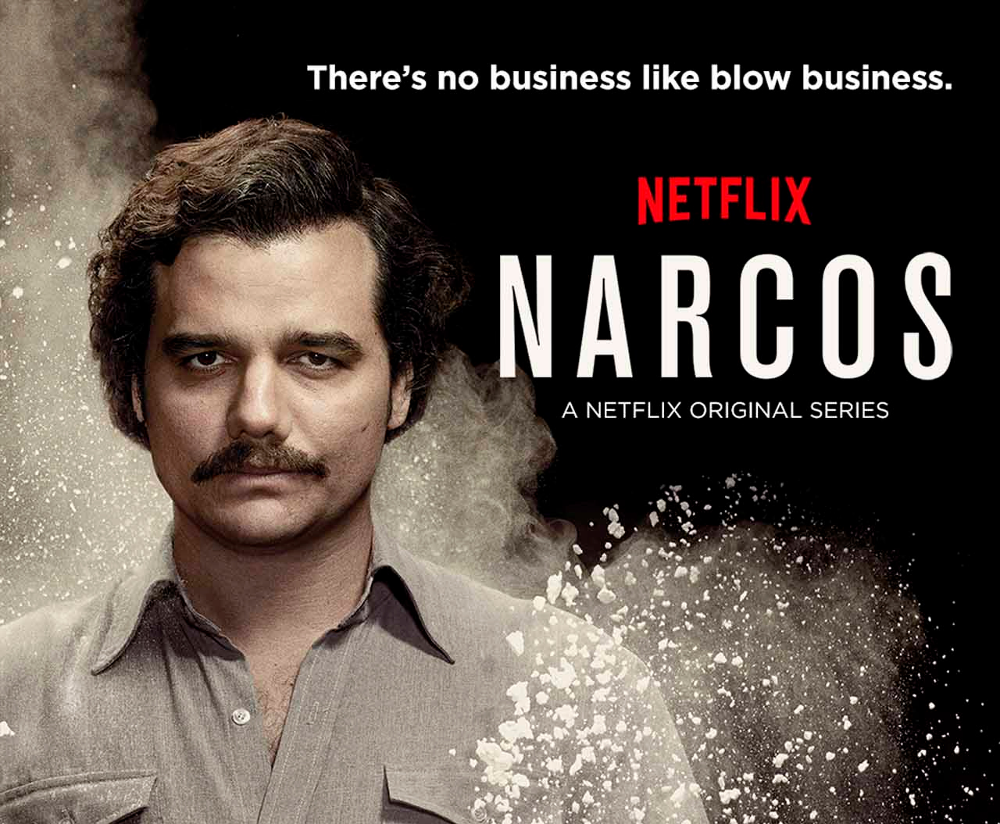 There's no business like blow business.
NETFLIX
NARCOS
A NETFLIX ORIGINAL SERIES